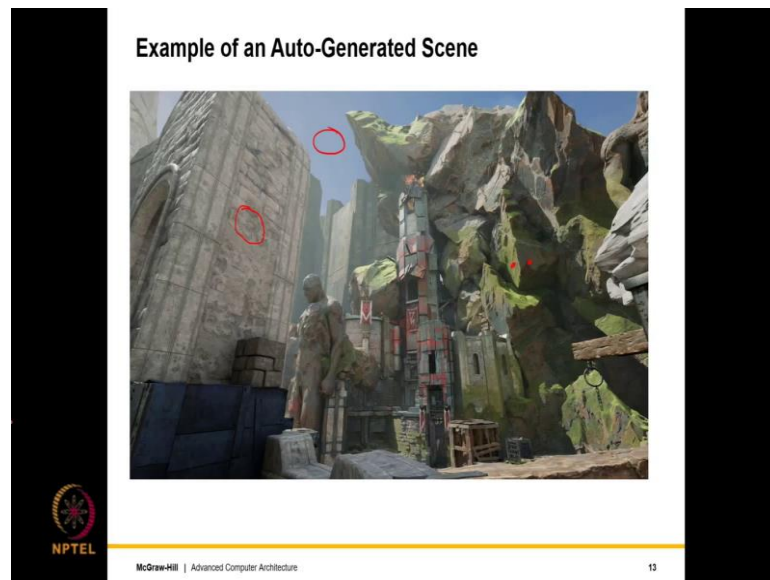 Example of an Auto-Generated Scene
NPTEL
McGraw-Hill | Advanced Computer Architecture
13